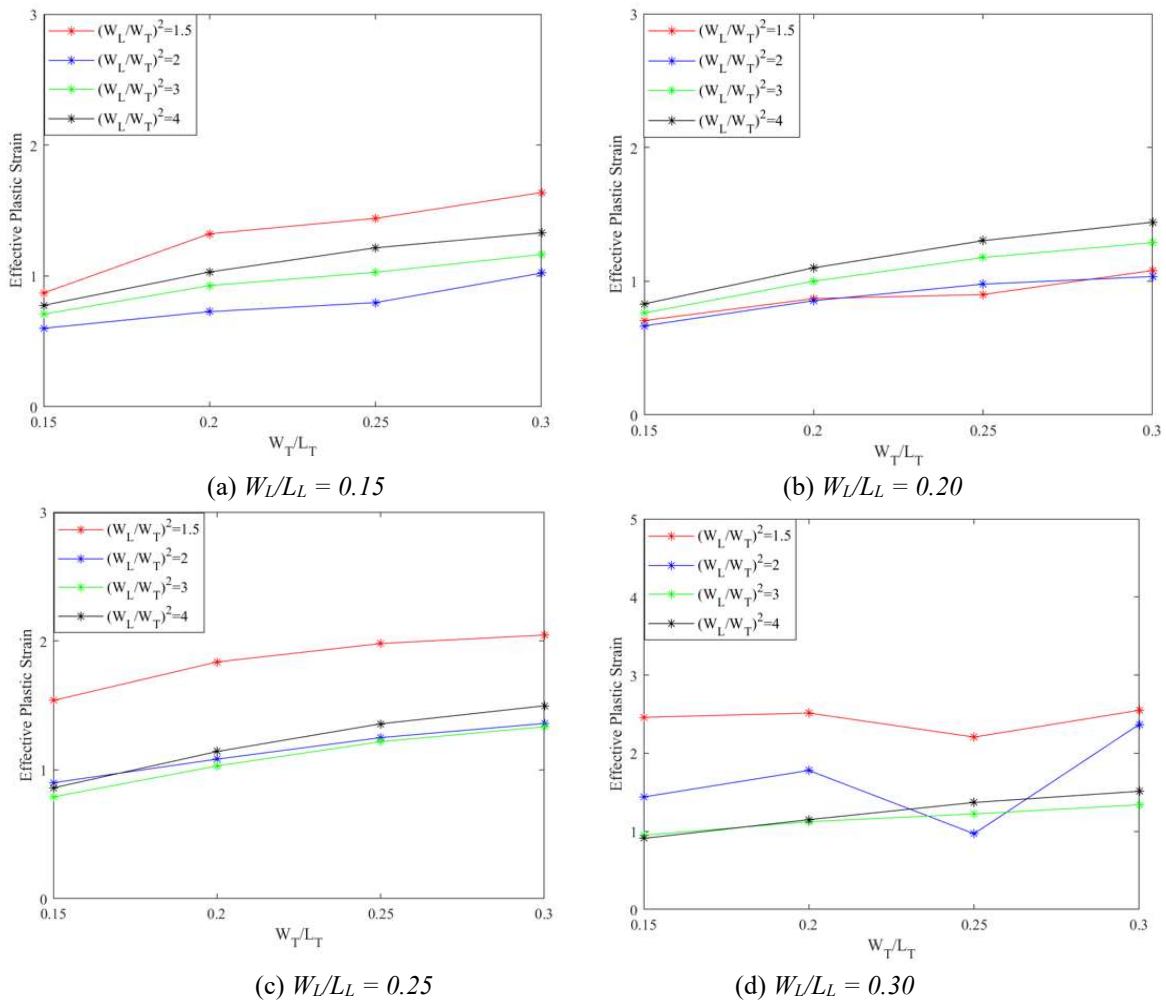 3
2
1
0
Effective Plastic Strain
(W_L/W_T)^2=1.5
(W_L/W_T)^2=2
(W_L/W_T)^2=3
(W_L/W_T)^2=4
0.15 0.2 0.25 0.3
W_T/L_T
(a) W_L/L_L = 0.15
3
2
1
0
Effective Plastic Strain
(W_L/W_T)^2=1.5
(W_L/W_T)^2=2
(W_L/W_T)^2=3
(W_L/W_T)^2=4
0.15 0.2 0.25 0.3
W_T/L_T
(b) W_L/L_L = 0.20
3
2
1
0
Effective Plastic Strain
(W_L/W_T)^2=1.5
(W_L/W_T)^2=2
(W_L/W_T)^2=3
(W_L/W_T)^2=4
0.15 0.2 0.25 0.3
W_T/L_T
(c) W_L/L_L = 0.25
5
4
3
2
1
0
Effective Plastic Strain
(W_L/W_T)^2=1.5
(W_L/W_T)^2=2
(W_L/W_T)^2=3
(W_L/W_T)^2=4
0.15 0.2 0.25 0.3
W_T/L_T
(d) W_L/L_L = 0.30